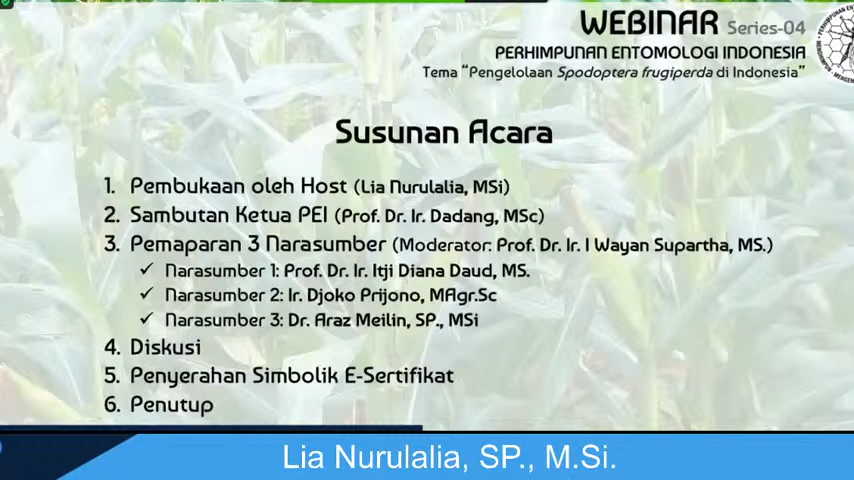 WEBINAR Series-04
PERHIMPUNAN ENTOMOLOGI INDONESIA
Tema "Pengelolaan Spodoptera frugiperda di Indonesia"
Susunan Acara
1. Pembukaan oleh Host (Lia Nurulalia, MSi)
2. Sambutan Ketua PEI (Prof. Dr. Ir. Dadang, MSc)
3. Pemaparan 3 Narasumber (Moderator: Prof. Dr. Ir. I Wayan Supartha, MS.)
✓ Narasumber 1: Prof. Dr. Ir. Itji Diana Daud, MS.
✓ Narasumber 2: Ir. Djoko Prijono, MAgr.Sc
✓ Narasumber 3: Dr. Araz Meilin, SP., MSi
4. Diskusi
5. Penyerahan Simbolik E-Sertifikat
6. Penutup
Lia Nurulalia, SP., M.Si.